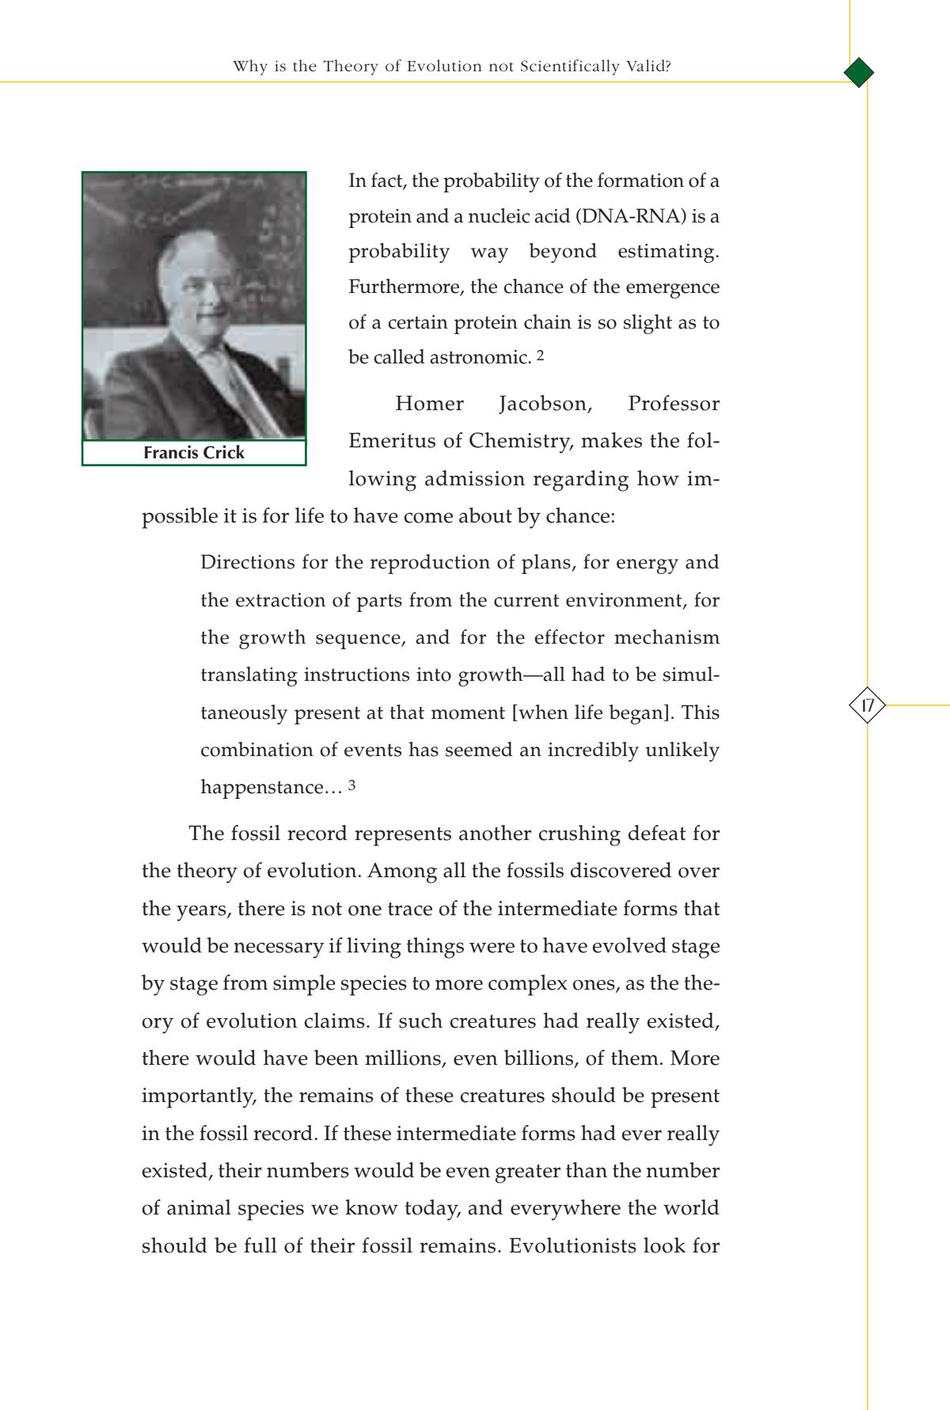 Why is the Theory of Evolution not Scientifically Valid?
In fact, the probability of the formation of a
protein and a nucleic acid (DNA-RNA) is a
probability way beyond estimating.
Furthermore, the chance of the emergence
of a certain protein chain is so slight as to
be called astronomic. 2
Francis Crick
Homer Jacobson, Professor
Emeritus of Chemistry, makes the fol-
lowing admission regarding how im-
possible it is for life to have come about by chance:
Directions for the reproduction of plans, for energy and
the extraction of parts from the current environment, for
the growth sequence, and for the effector mechanism
translating instructions into growth—all had to be simul-
taneously present at that moment [when life began]. This
combination of events has seemed an incredibly unlikely
happenstance… 3
17
The fossil record represents another crushing defeat for
the theory of evolution. Among all the fossils discovered over
the years, there is not one trace of the intermediate forms that
would be necessary if living things were to have evolved stage
by stage from simple species to more complex ones, as the the-
ory of evolution claims. If such creatures had really existed,
there would have been millions, even billions, of them. More
importantly, the remains of these creatures should be present
in the fossil record. If these intermediate forms had ever really
existed, their numbers would be even greater than the number
of animal species we know today, and everywhere the world
should be full of their fossil remains. Evolutionists look for